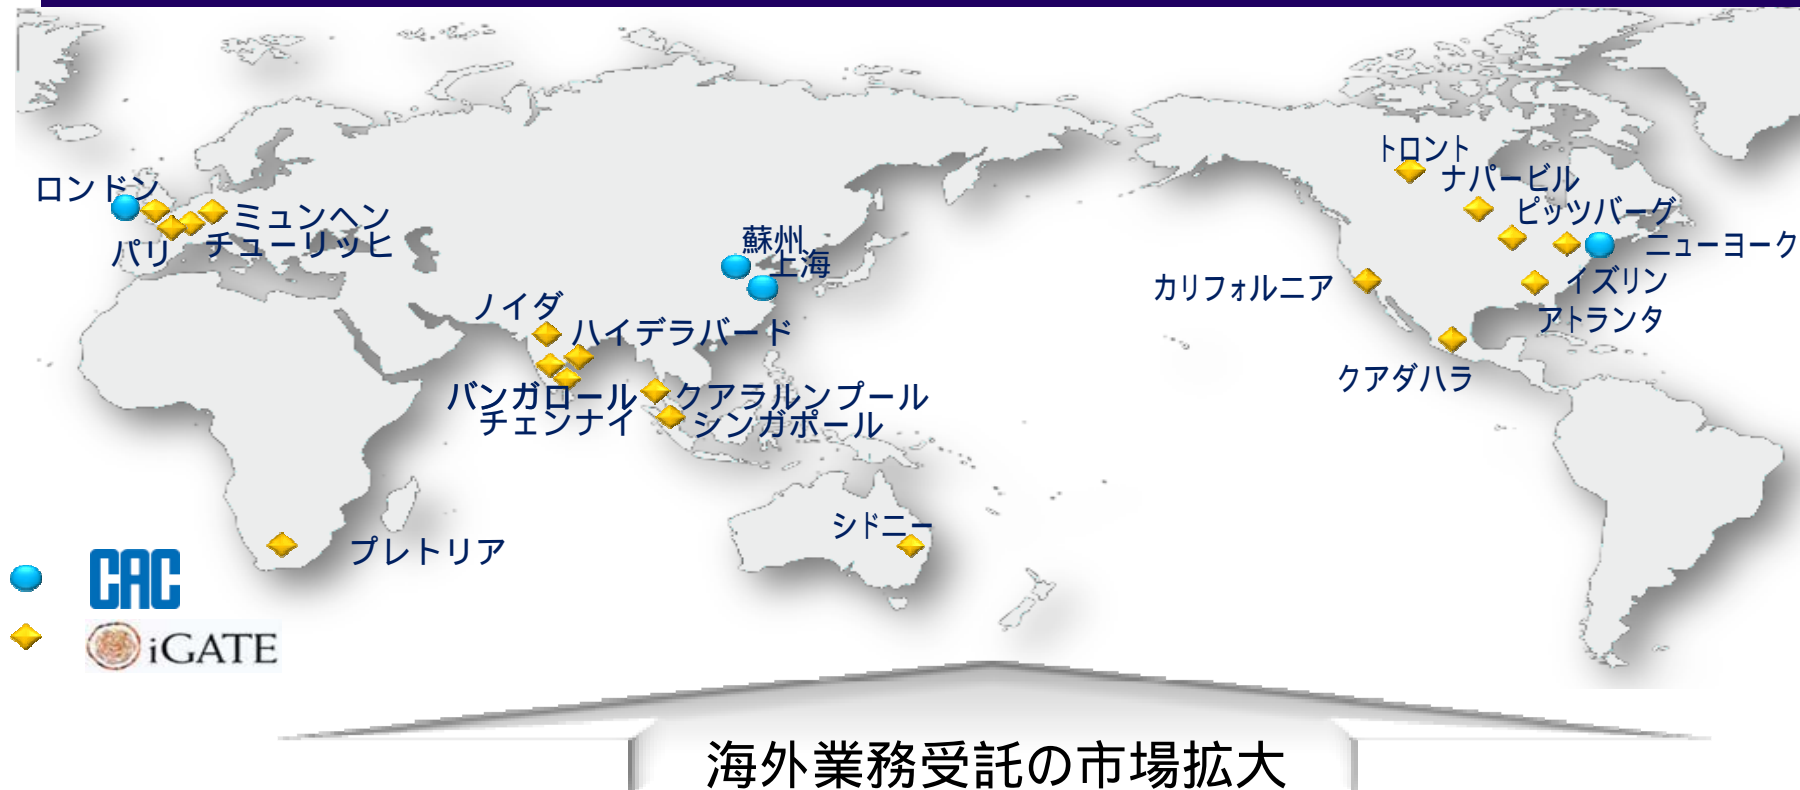 トロント
ナパービル
ロンドン
ピッツバーグ
ミュンヘン
チューリッヒ
パリ
蘇州
上海
ニューヨーク
カリフォルニア
イズリン
ノイダ
アトランタ
ハイデラバード
クアダハラ
バンガロール
クアラルンプール
チェンナイ
シンガポール
シドニー
プレトリア
CAC
iGATE
海外業務受託の市場拡大